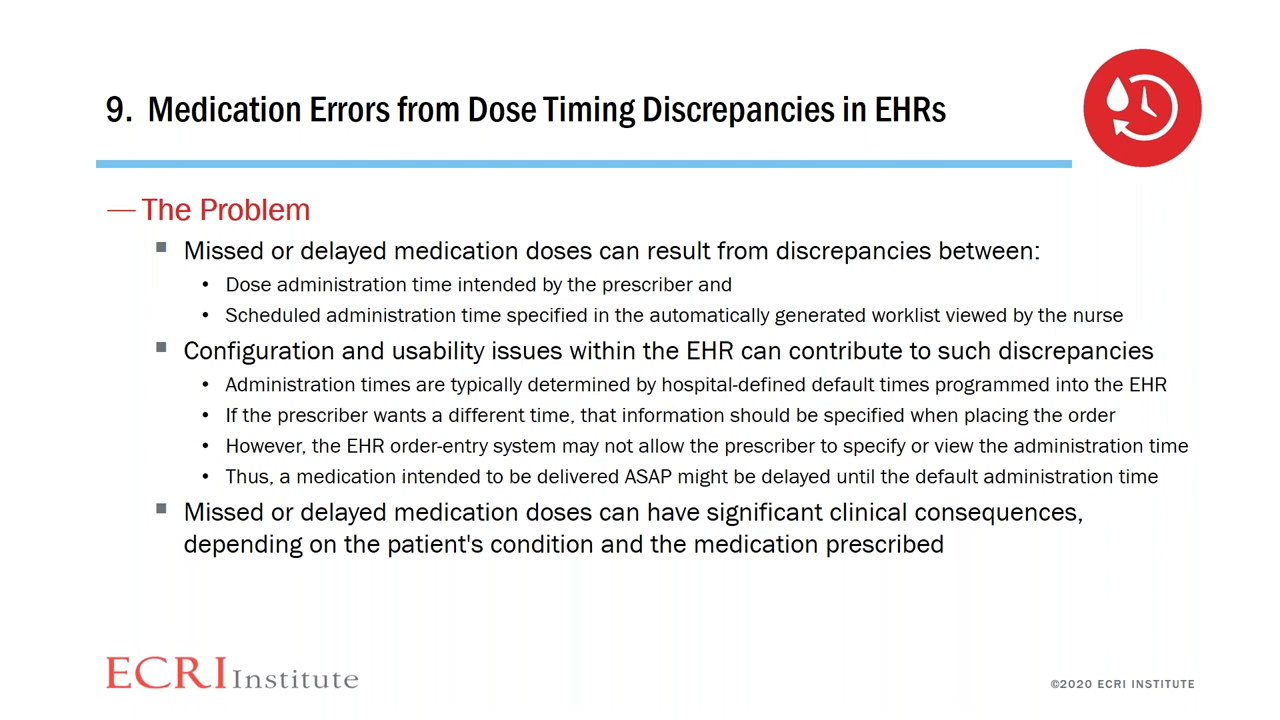 9. Medication Errors from Dose Timing Discrepancies in EHRs
— The Problem
▪ Missed or delayed medication doses can result from discrepancies between:
• Dose administration time intended by the prescriber and
• Scheduled administration time specified in the automatically generated worklist viewed by the nurse
▪ Configuration and usability issues within the EHR can contribute to such discrepancies
• Administration times are typically determined by hospital-defined default times programmed into the EHR
• If the prescriber wants a different time, that information should be specified when placing the order
• However, the EHR order-entry system may not allow the prescriber to specify or view the administration time
• Thus, a medication intended to be delivered ASAP might be delayed until the default administration time
▪ Missed or delayed medication doses can have significant clinical consequences,
depending on the patient's condition and the medication prescribed
ECRI Institute
©2020 ECRI INSTITUTE